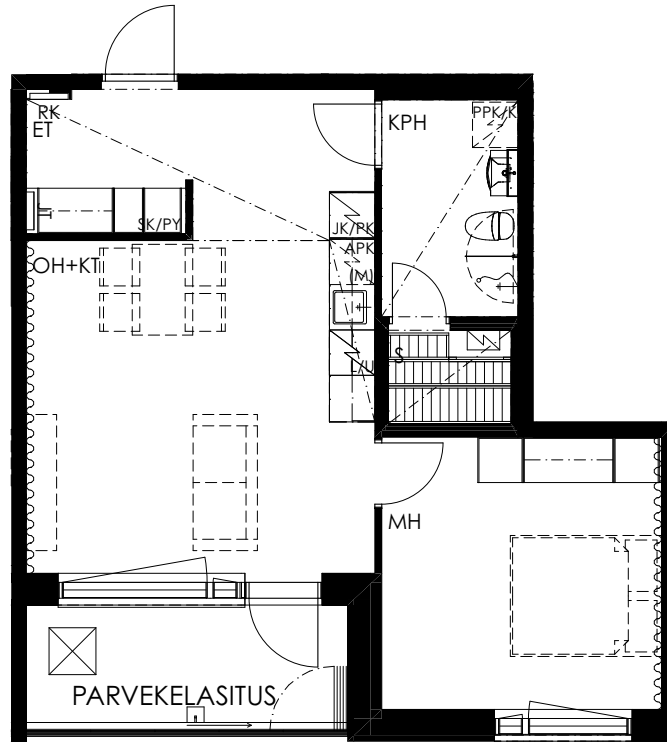 RK
ET
KPH
PPK/K
SK/PY
JK/PK
APK
(M)
OH+KT
L/U
S
MH
PARVEKELASITUS